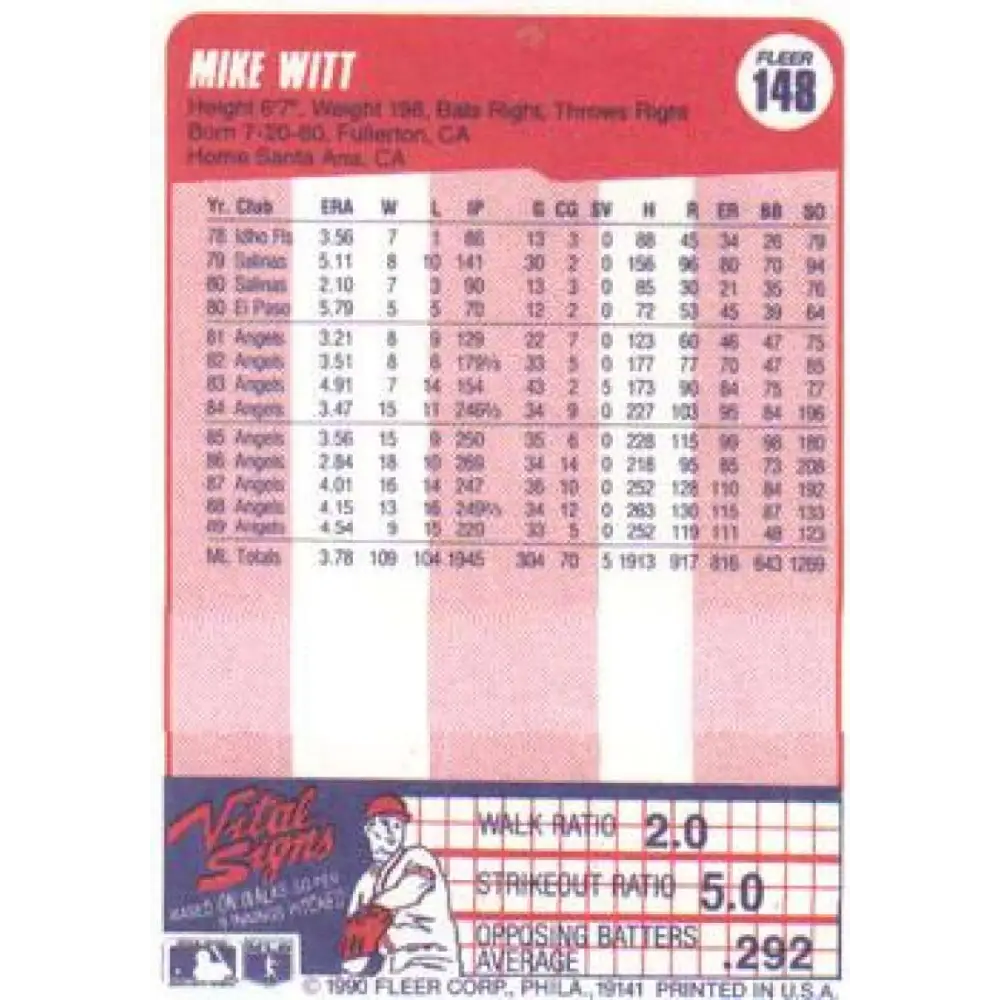 MIKE WITT
FLEER
148
Height 6'7", Weight 198, Bats Right, Throws Right
Born 7-20-60, Fullerton, CA
Home Santa Ana, CA
Yr. Club ERA W L IP G CG SV H R ER BB SO
78 Idho Fls 3.56 7 1 86 13 3 0 88 45 34 26 79
79 Salinas 5.11 8 10 141 30 2 0 156 96 80 70 94
80 Salinas 2.10 7 3 90 13 3 0 85 30 21 35 76
80 El Paso 5.79 5 5 70 12 2 0 72 53 45 39 64
81 Angels 3.21 8 9 129 22 7 0 123 60 46 47 75
82 Angels 3.51 8 6 179⅔ 33 5 0 177 77 70 47 85
83 Angels 4.91 7 14 154 43 2 5 173 90 84 75 77
84 Angels 3.47 15 11 246⅔ 34 9 0 227 103 95 84 196
85 Angels 3.56 15 9 250 35 6 0 228 115 99 98 180
86 Angels 2.84 18 10 269 34 14 0 218 95 85 73 208
87 Angels 4.01 16 14 247 36 10 0 252 128 110 84 192
88 Angels 4.15 13 16 249⅔ 34 12 0 263 130 115 87 133
89 Angels 4.54 9 15 220 33 5 0 252 119 111 48 123
ML Totals 3.78 109 104 1945 304 70 5 1913 917 816 643 1269
Vital Signs
BASED ON WALKS, SO PER
9 INNINGS PITCHED
WALK RATIO 2.0
STRIKEOUT RATIO 5.0
OPPOSING BATTERS
AVERAGE .292
© 1990 FLEER CORP., PHILA., 19141 PRINTED IN U.S.A.